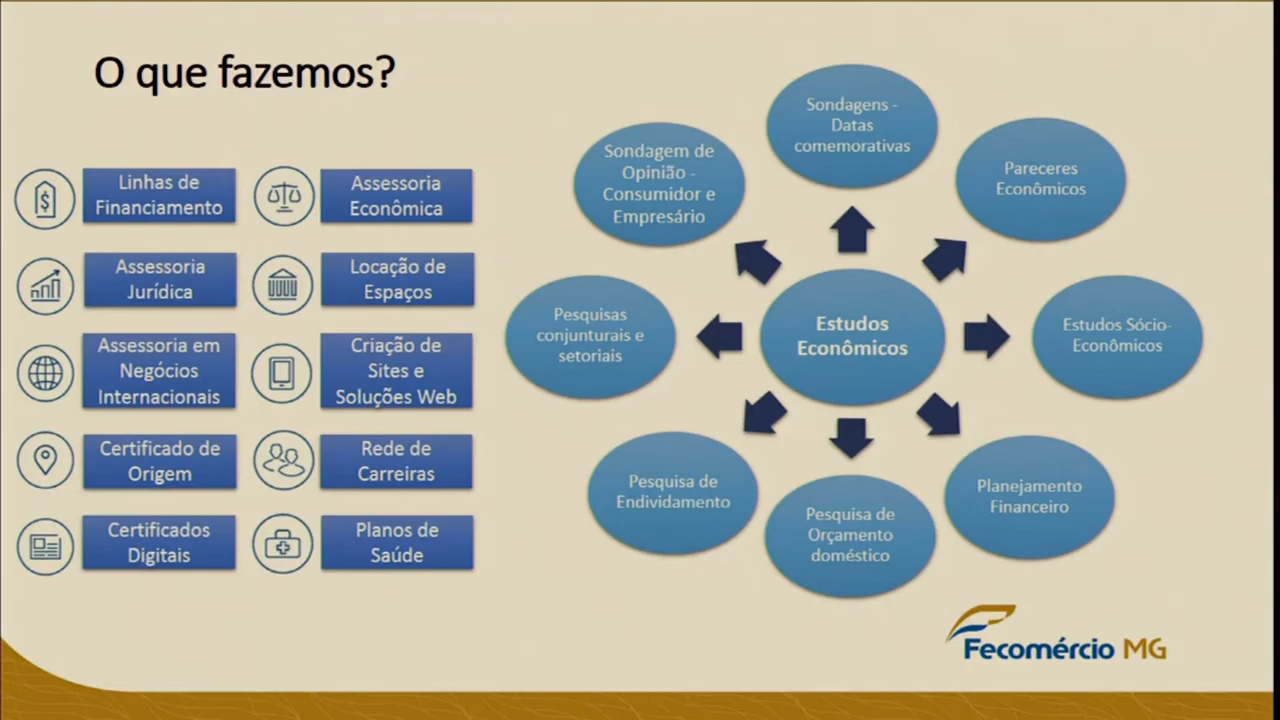 O que fazemos?
Linhas de
Financiamento
Assessoria
Econômica
Assessoria
Jurídica
Locação de
Espaços
Assessoria em
Negócios
Internacionais
Criação de
Sites e
Soluções Web
Certificado de
Origem
Rede de
Carreiras
Certificados
Digitais
Planos de
Saúde
Sondagens -
Datas
comemorativas
Sondagem de
Opinião -
Consumidor e
Empresário
Pareceres
Econômicos
Pesquisas
conjunturais e
setoriais
Estudos
Econômicos
Estudos Sócio-
Econômicos
Pesquisa de
Endividamento
Pesquisa de
Orçamento
doméstico
Planejamento
Financeiro
Fecomércio MG